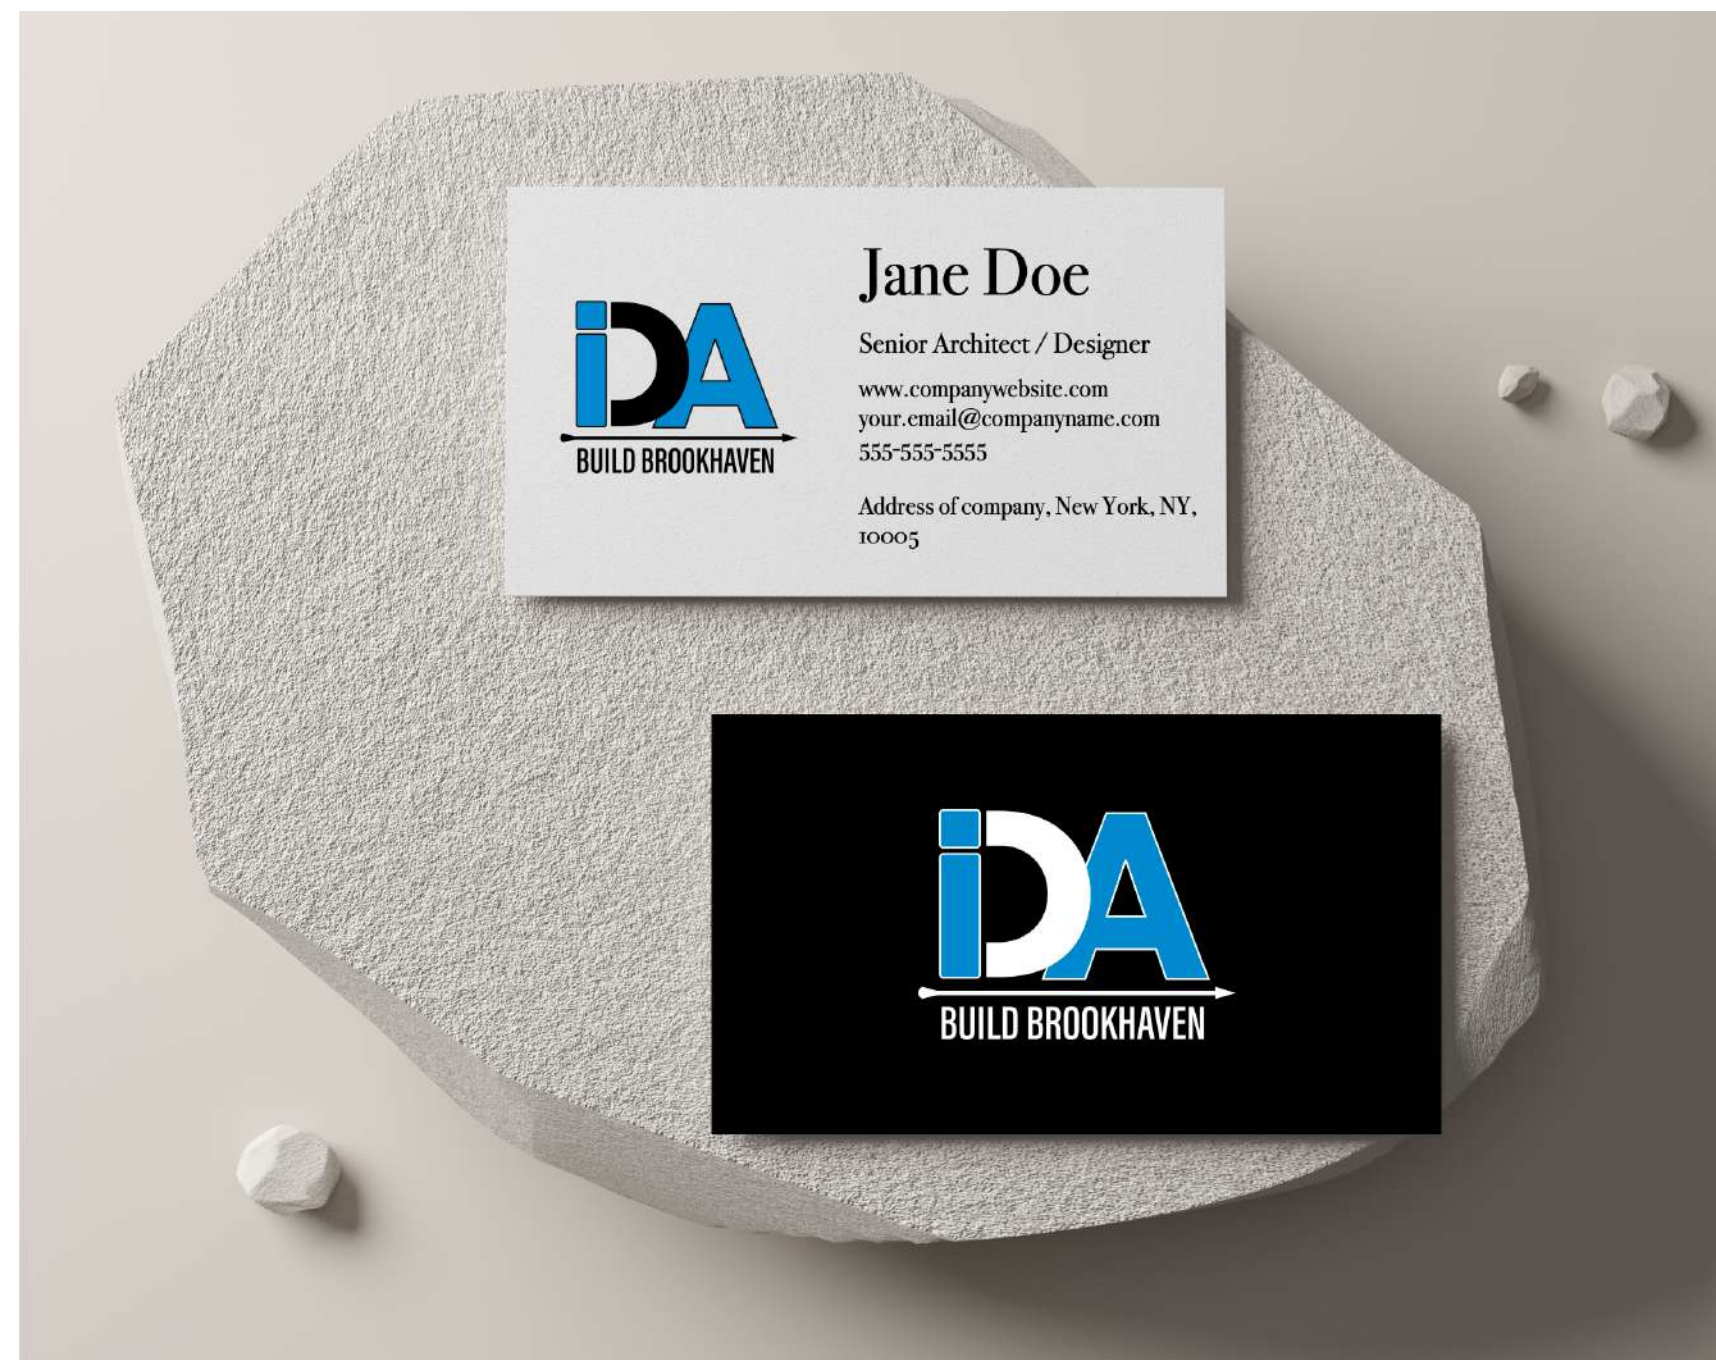 iDA
BUILD BROOKHAVEN
Jane Doe
Senior Architect / Designer
www.companywebsite.com
your.email@companyname.com
555-555-5555
Address of company, New York, NY,
10005
iDA
BUILD BROOKHAVEN